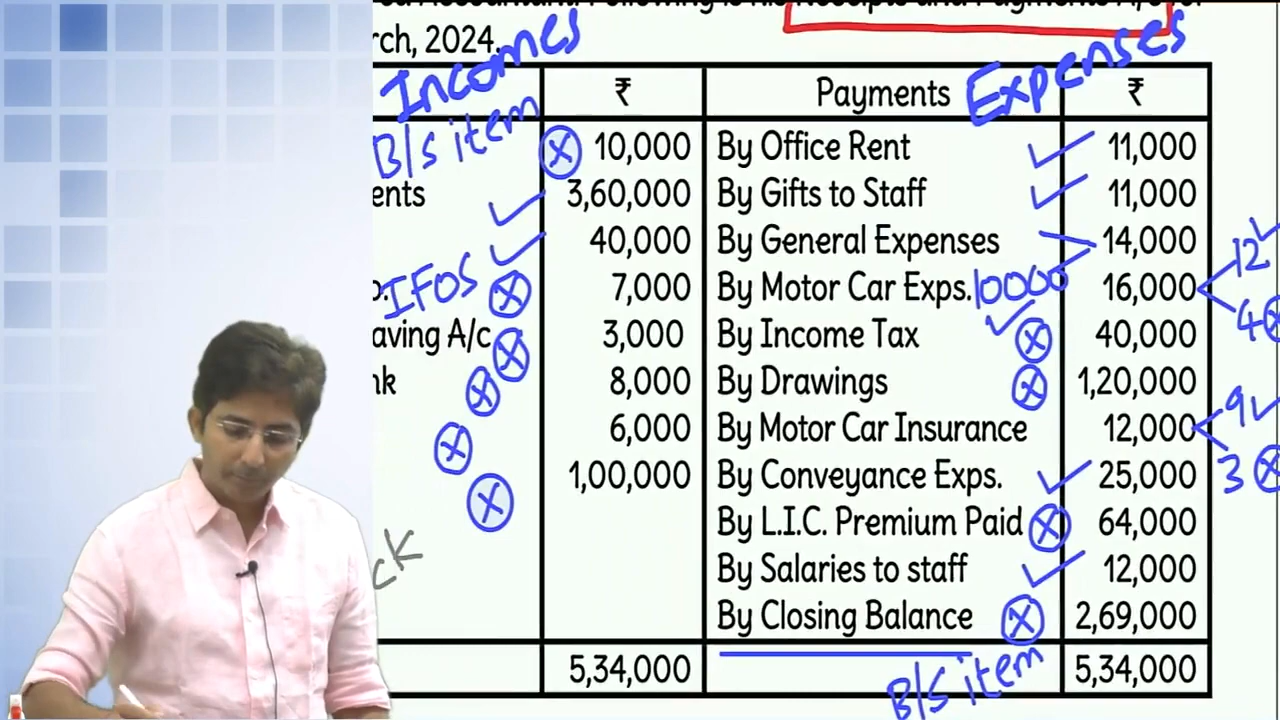 rch, 2024.
Incomes ₹ Payments Expenses ₹
B/s item 10,000 By Office Rent 11,000
ents 3,60,000 By Gifts to Staff 11,000
40,000 By General Expenses 14,000 12
IFOS 7,000 By Motor Car Exps. 10000 16,000 4
aving A/c 3,000 By Income Tax 40,000
nk 8,000 By Drawings 1,20,000
6,000 By Motor Car Insurance 12,000 9
1,00,000 By Conveyance Exps. 25,000 3
By L.I.C. Premium Paid 64,000
ck
By Salaries to staff 12,000
By Closing Balance 2,69,000
5,34,000 B/s item 5,34,000